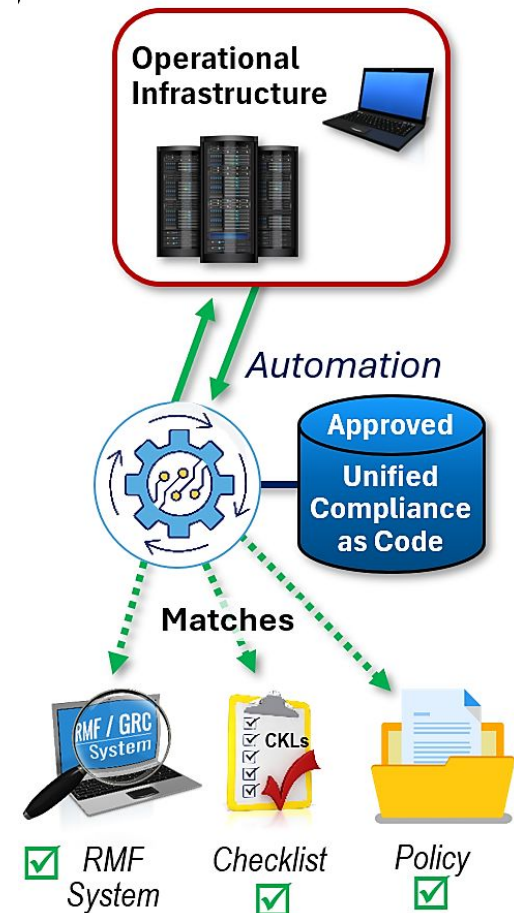 Operational
Infrastructure
Automation
Approved
Unified
Compliance
as Code
Matches
RMF / GRC
System
CKLs
RMF
System
Checklist
Policy